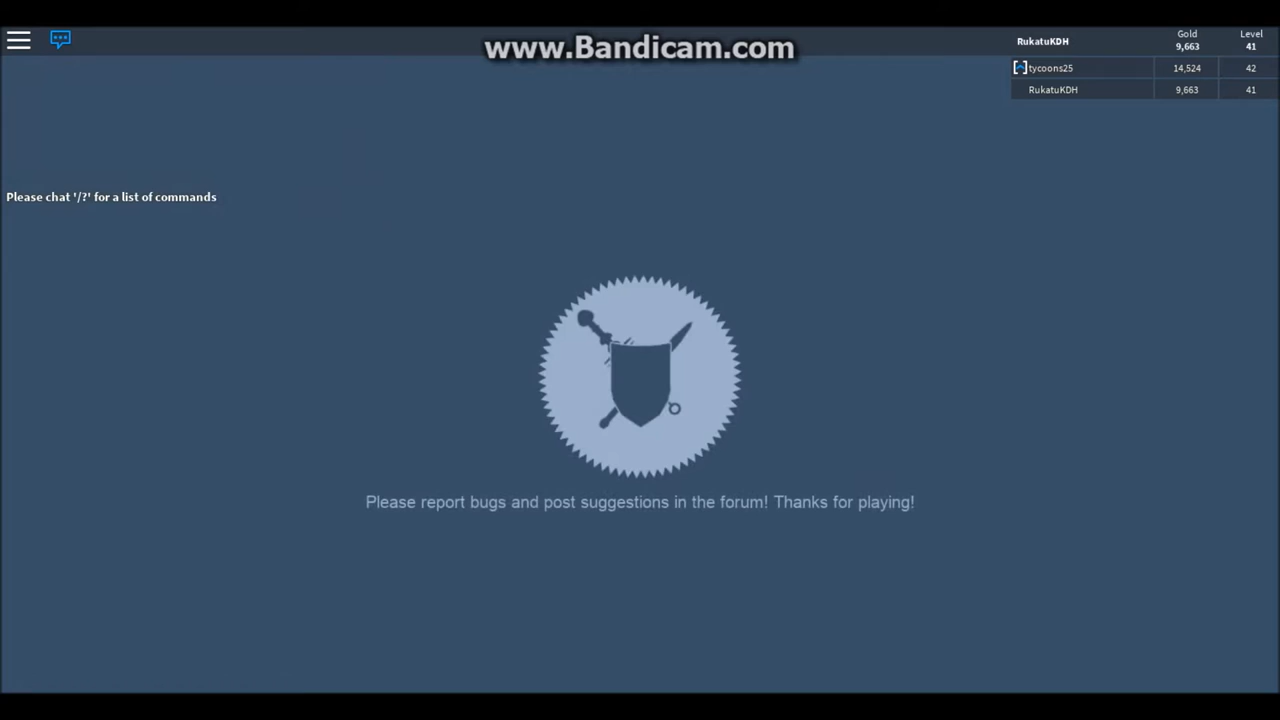 www.Bandicam.com
RukatuKDH Gold 9,663 Level 41
tycoons25 14,524 42
RukatuKDH 9,663 41
Please chat '/?' for a list of commands
Please report bugs and post suggestions in the forum! Thanks for playing!